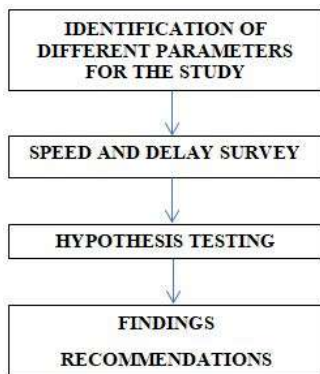 IDENTIFICATION OF
DIFFERENT PARAMETERS
FOR THE STUDY
SPEED AND DELAY SURVEY
HYPOTHESIS TESTING
FINDINGS
RECOMMENDATIONS